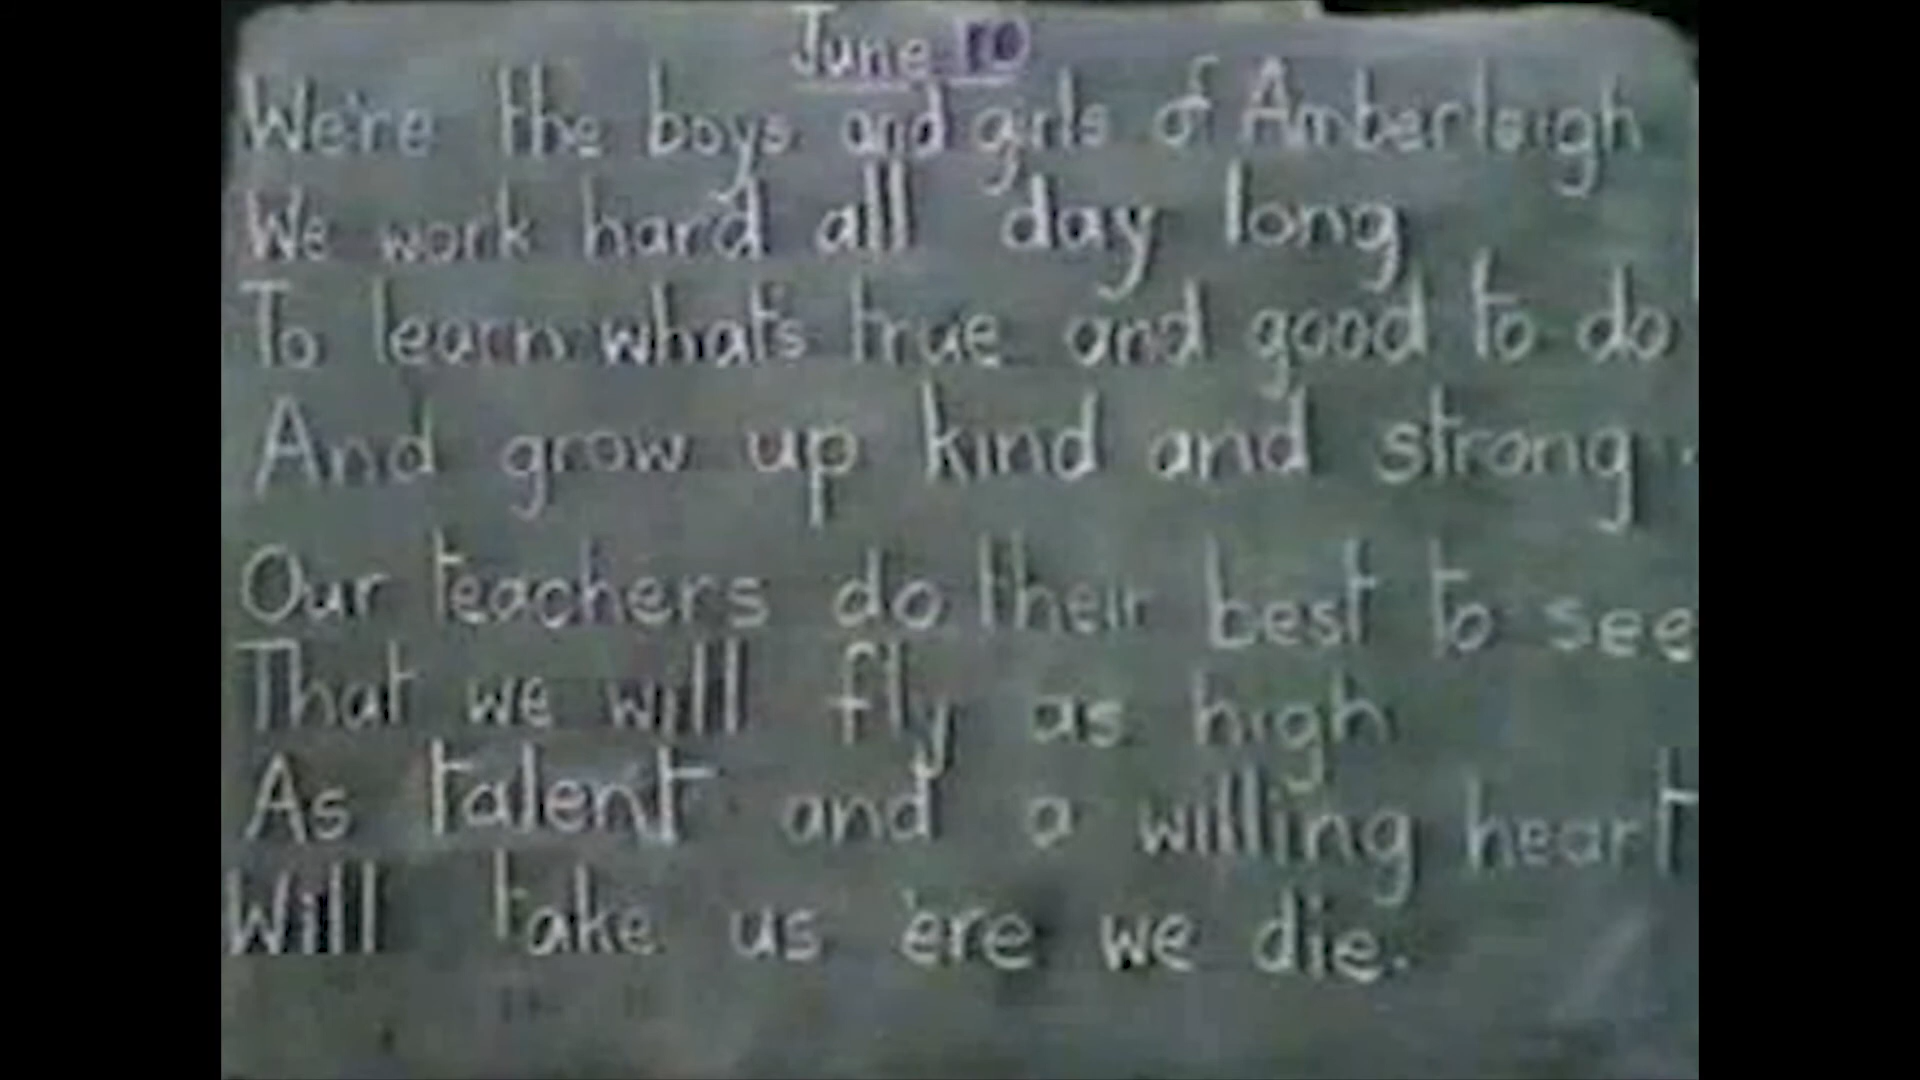 June 10
We're the boys and girls of Amberleigh
We work hard all day long
To learn what's true and good to do
And grow up kind and strong.
Our teachers do their best to see
That we will fly as high
As talent and a willing heart
Will take us 'ere we die.